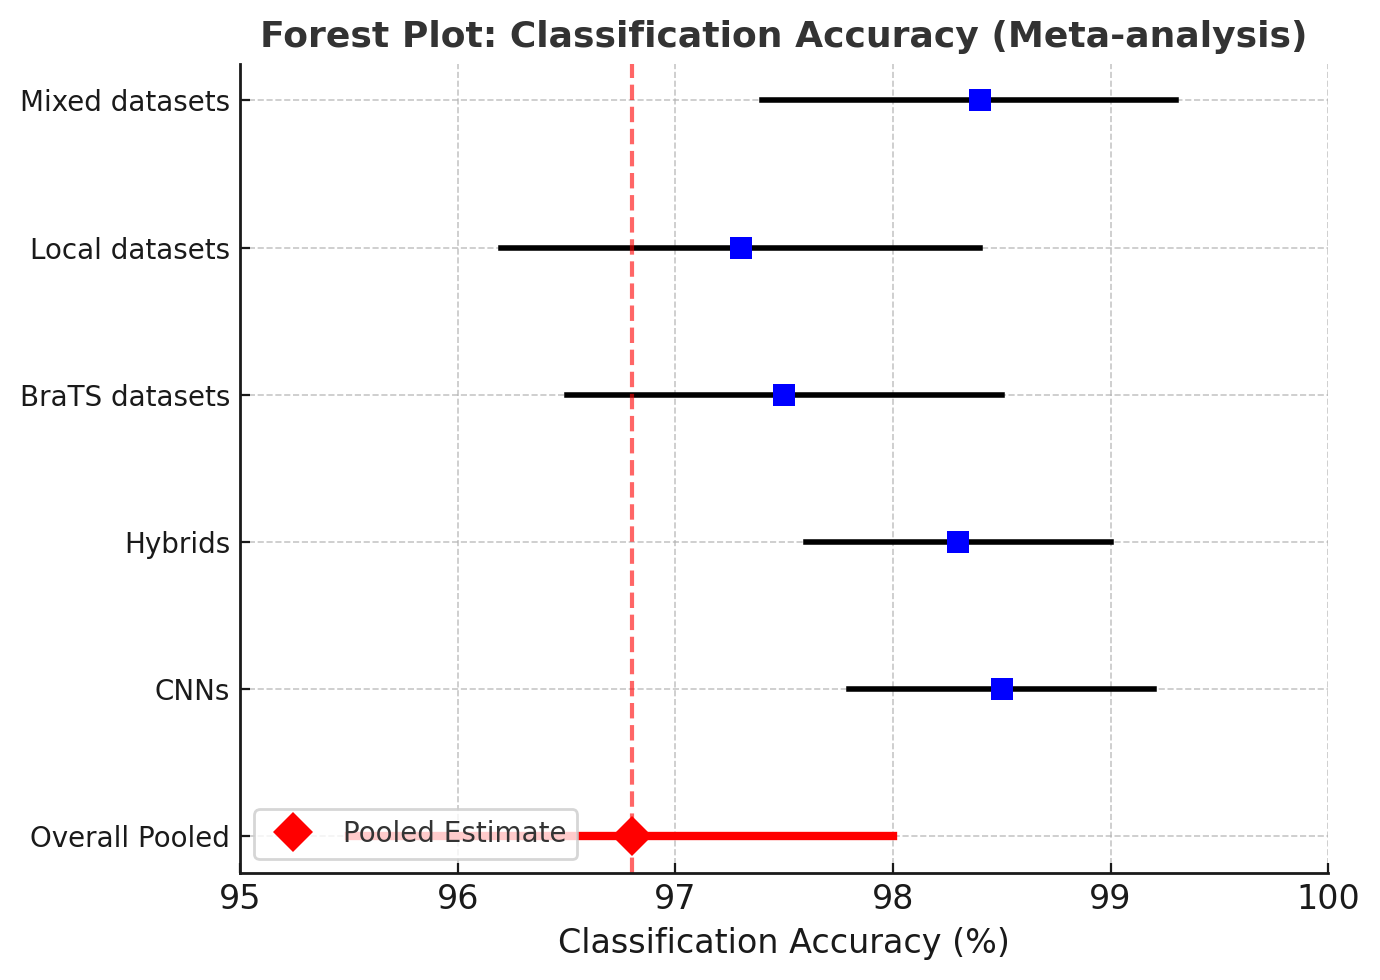 Forest Plot: Classification Accuracy (Meta-analysis)
Mixed datasets
Local datasets
BraTS datasets
Hybrids
CNNs
Overall Pooled
Pooled Estimate
95 96 97 98 99 100
Classification Accuracy (%)